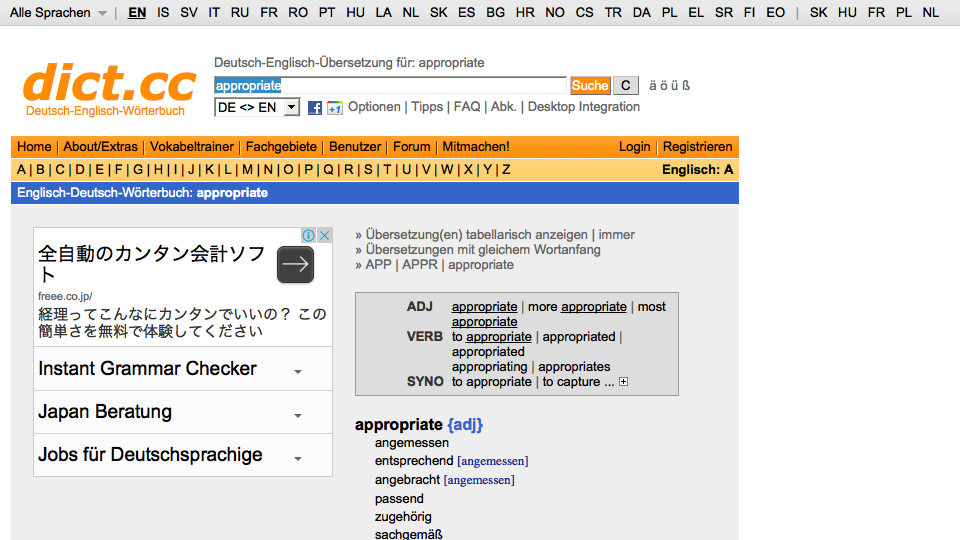 Alle Sprachen | EN IS SV IT RU FR RO PT HU LA NL SK ES BG HR NO CS TR DA PL EL SR FI EO | SK HU FR PL NL
dict.cc
Deutsch-Englisch-Wörterbuch
Deutsch-Englisch-Übersetzung für: appropriate
appropriate Suche C ä ö ü ß
DE <> EN f +1 Optionen | Tipps | FAQ | Abk. | Desktop Integration
Home | About/Extras | Vokabeltrainer | Fachgebiete | Benutzer | Forum | Mitmachen! Login | Registrieren
A | B | C | D | E | F | G | H | I | J | K | L | M | N | O | P | Q | R | S | T | U | V | W | X | Y | Z Englisch: A
Englisch-Deutsch-Wörterbuch: appropriate
全自動のカンタン会計ソフ
ト
freee.co.jp/
経理ってこんなにカンタンでいいの？ この
簡単さを無料で体験してください
Instant Grammar Checker
Japan Beratung
Jobs für Deutschsprachige
» Übersetzung(en) tabellarisch anzeigen | immer
» Übersetzungen mit gleichem Wortanfang
» APP | APPR | appropriate
ADJ appropriate | more appropriate | most
appropriate
VERB to appropriate | appropriated |
appropriated
appropriating | appropriates
SYNO to appropriate | to capture ...
appropriate {adj}
angemessen
entsprechend [angemessen]
angebracht [angemessen]
passend
zugehörig
sachgemäß